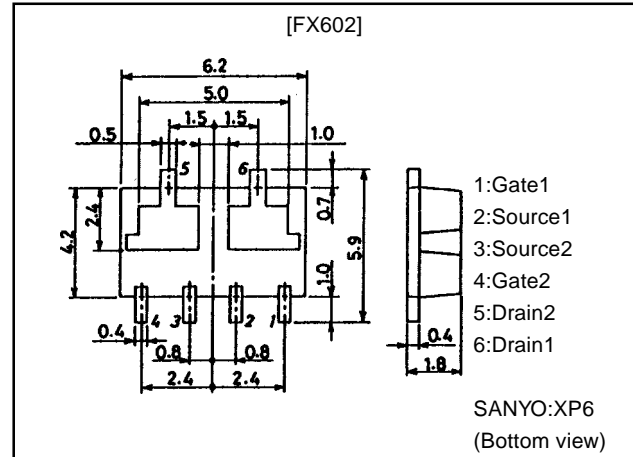 [FX602]
6.2
5.0
1.5 1.5
0.5
1.0
5
6
0.7
2.4
4.2
5.9
1.0
4 3 2 1
0.4
0.8 0.8
2.4 2.4
0.4
1.8
1:Gate1
2:Source1
3:Source2
4:Gate2
5:Drain2
6:Drain1
SANYO:XP6
(Bottom view)